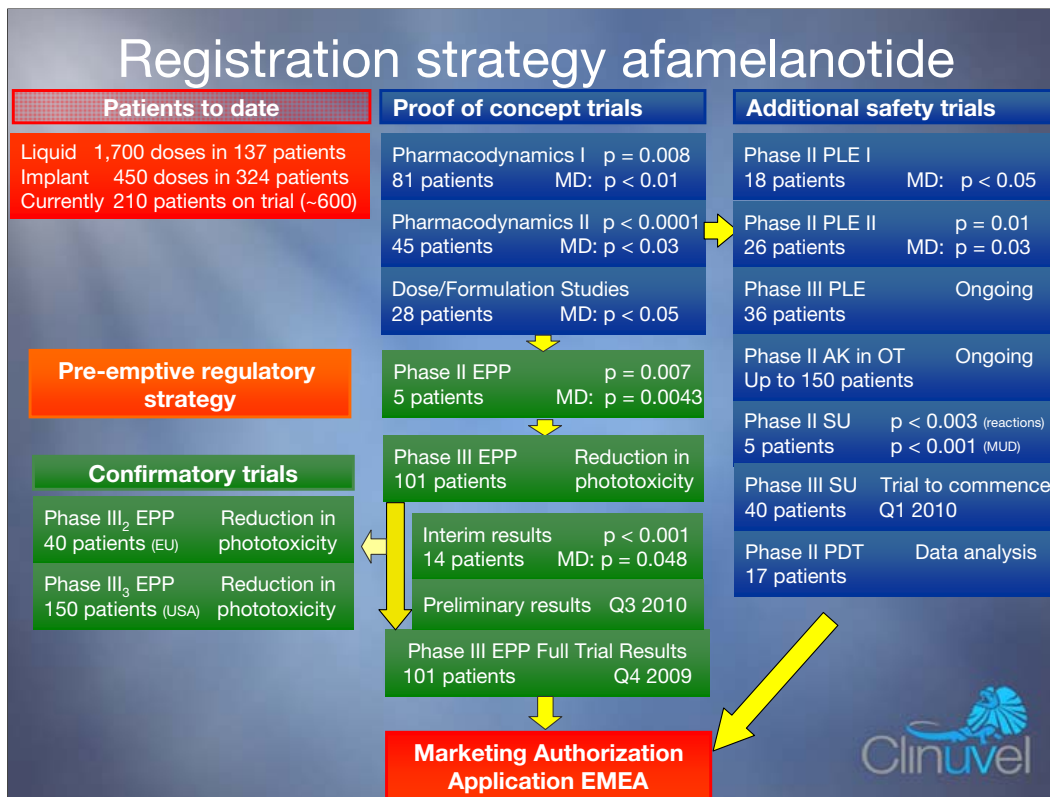 Registration strategy afamelanotide
Patients to date
Liquid 1,700 doses in 137 patients
Implant 450 doses in 324 patients
Currently 210 patients on trial (~600)
Pre-emptive regulatory
strategy
Confirmatory trials
Phase III2 EPP Reduction in
40 patients (EU) phototoxicity
Phase III3 EPP Reduction in
150 patients (USA) phototoxicity
Proof of concept trials
Pharmacodynamics I p = 0.008
81 patients MD: p < 0.01
Pharmacodynamics II p < 0.0001
45 patients MD: p < 0.03
Dose/Formulation Studies
28 patients MD: p < 0.05
Phase II EPP p = 0.007
5 patients MD: p = 0.0043
Phase III EPP Reduction in
101 patients phototoxicity
Interim results p < 0.001
14 patients MD: p = 0.048
Preliminary results Q3 2010
Phase III EPP Full Trial Results
101 patients Q4 2009
Marketing Authorization
Application EMEA
Additional safety trials
Phase II PLE I
18 patients MD: p < 0.05
Phase II PLE II p = 0.01
26 patients MD: p = 0.03
Phase III PLE Ongoing
36 patients
Phase II AK in OT Ongoing
Up to 150 patients
Phase II SU p < 0.003 (reactions)
5 patients p < 0.001 (MUD)
Phase III SU Trial to commence
40 patients Q1 2010
Phase II PDT Data analysis
17 patients
Clinuvel